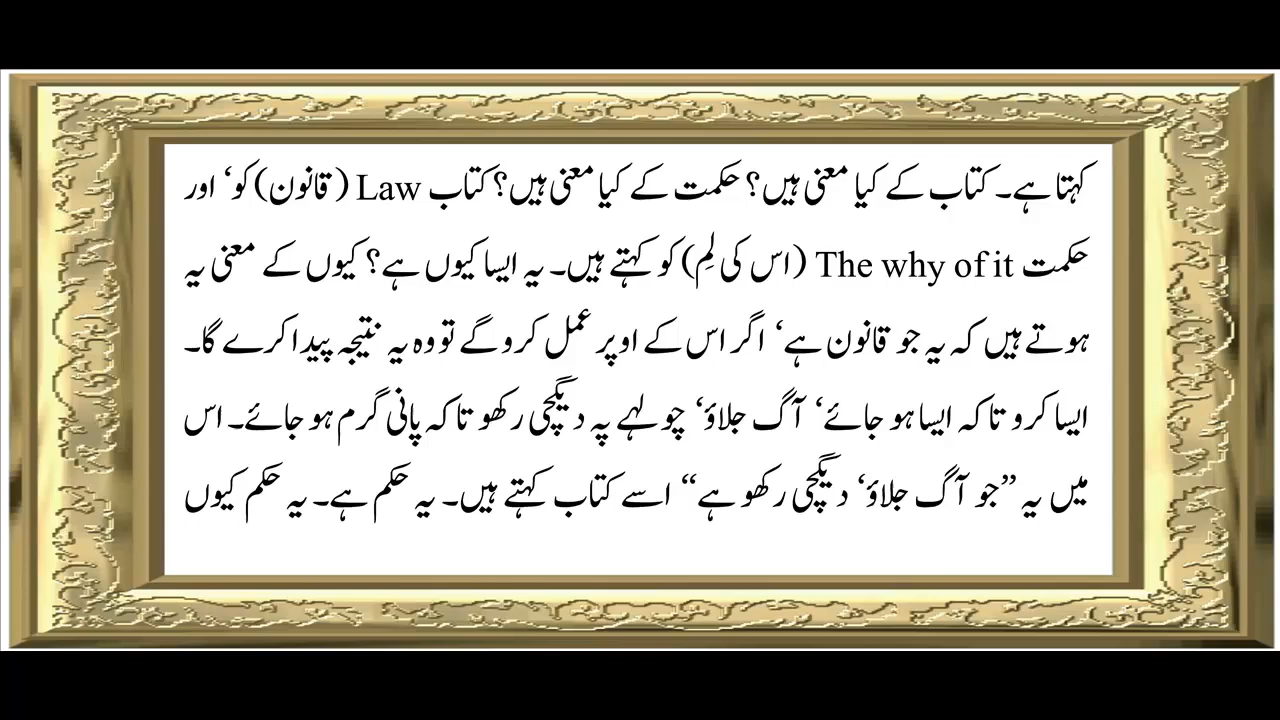 کہتا ہے۔ کتاب کے کیا معنی ہیں؟ حکمت کے کیا معنی ہیں؟ کتاب Law (قانون) کو‘ اور
حکمت The why of it (اس کی لِم) کو کہتے ہیں۔ یہ ایسا کیوں ہے؟ کیوں کے معنی یہ
ہوتے ہیں کہ یہ جو قانون ہے‘ اگر اس کے اوپر عمل کرو گے تو وہ یہ نتیجہ پیدا کرے گا۔
ایسا کرو تا کہ ایسا ہو جائے‘ آگ جلاؤ‘ چولہے پہ دیگچی رکھو تا کہ پانی گرم ہو جائے۔ اس
میں یہ ”جو آگ جلاؤ‘ دیگچی رکھو ہے“ اسے کتاب کہتے ہیں۔ یہ حکم ہے۔ یہ حکم کیوں